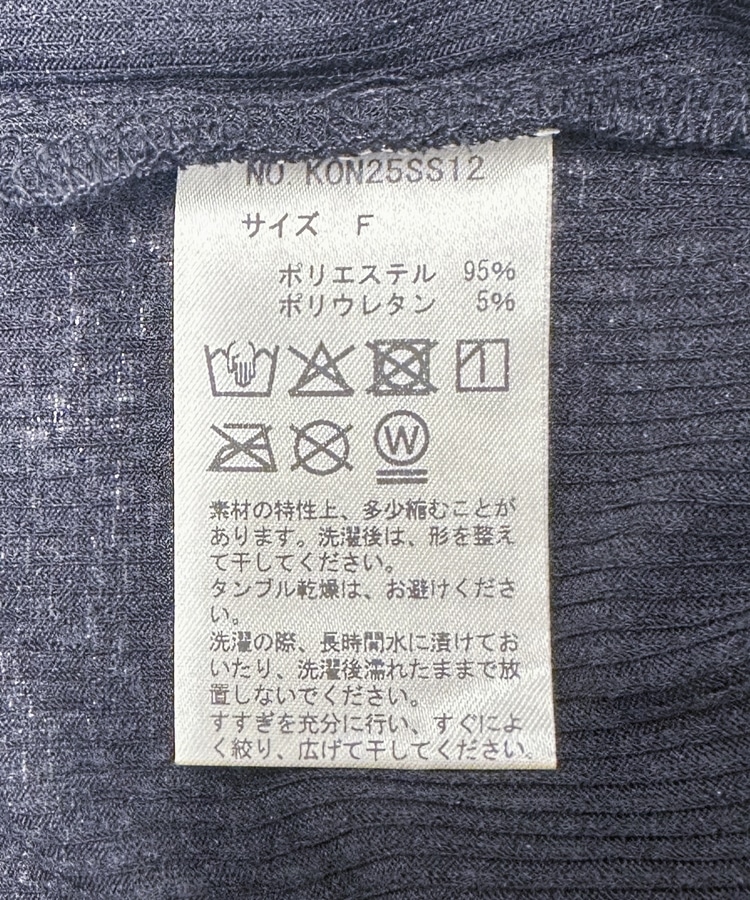 NO. KON25SS12
サイズ F
ポリエステル 95%
ポリウレタン 5%
W
素材の特性上、多少縮むことが
あります。洗濯後は、形を整え
て干してください。
タンブル乾燥は、お避けくださ
い。
洗濯の際、長時間水に漬けてお
いたり、洗濯後濡れたままで放
置しないでください。
すすぎを充分に行い、すぐによ
く絞り、広げて干してください。